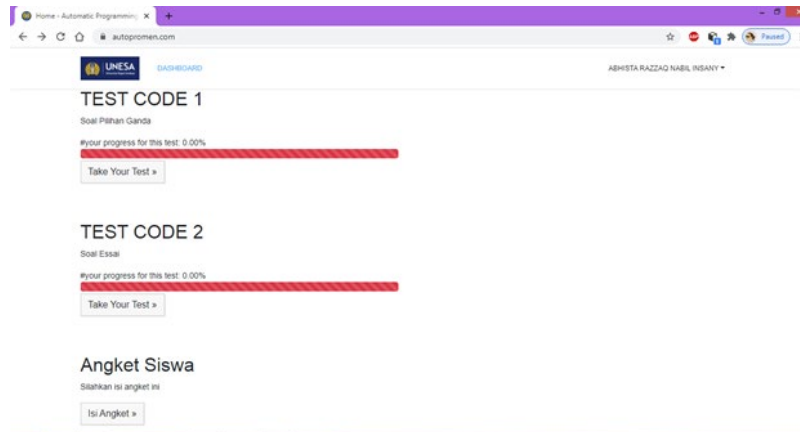 Home - Automatic Programming
autopromen.com
Paused
UNESA
DASHBOARD
ABHISTA RAZZAQ NABIL INSANY
TEST CODE 1
Soal Pilihan Ganda
#your progress for this test: 0.00%
Take Your Test »
TEST CODE 2
Soal Essai
#your progress for this test: 0.00%
Take Your Test »
Angket Siswa
Silahkan isi angket ini
Isi Angket »